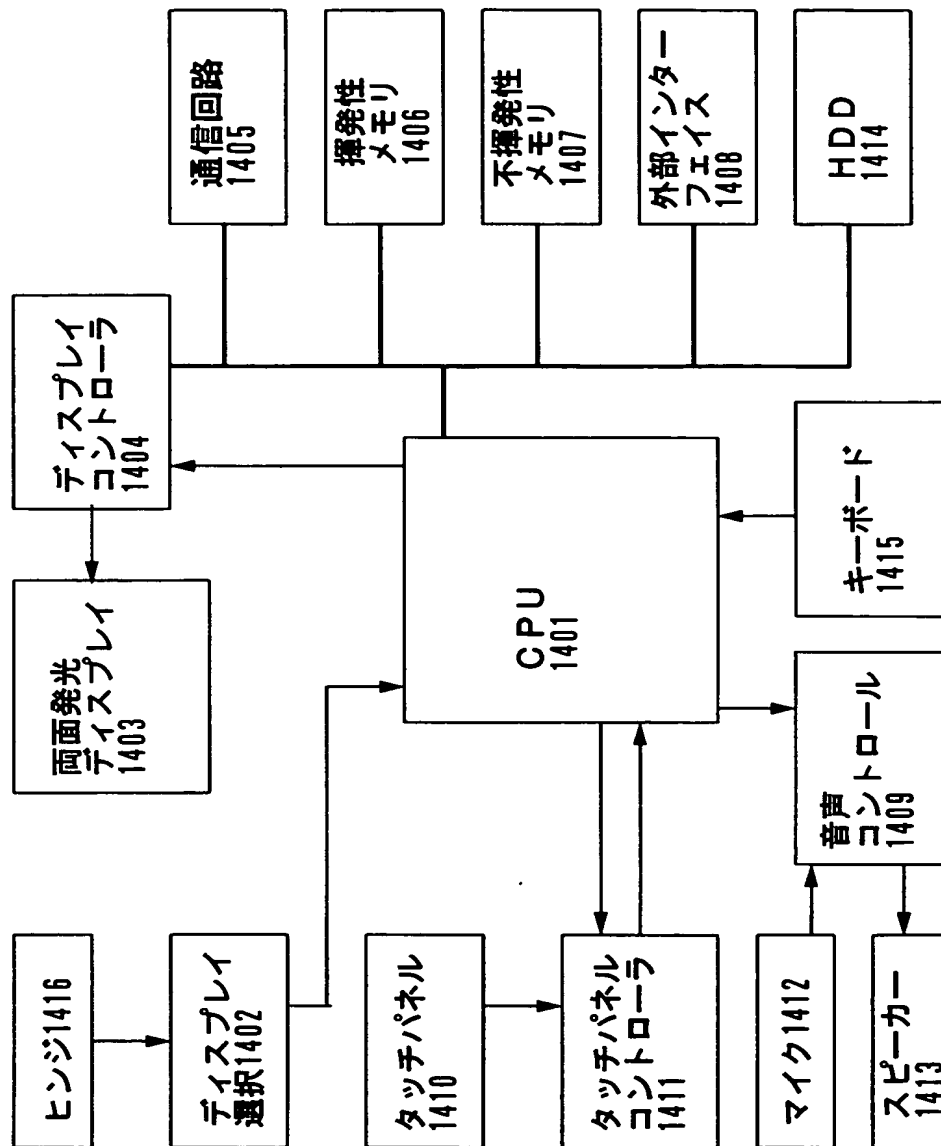 ヒンジ1416
ディスプレイ
選択1402
タッチパネル
1410
タッチパネル
コントローラ
1411
マイク1412
スピーカー
1413
両面発光
ディスプレイ
1403
ディスプレイ
コントローラ
1404
CPU
1401
音声
コントロール
1409
キーボード
1415
通信回路
1405
揮発性
メモリ
1406
不揮発性
メモリ
1407
外部インター
フェイス
1408
HDD
1414